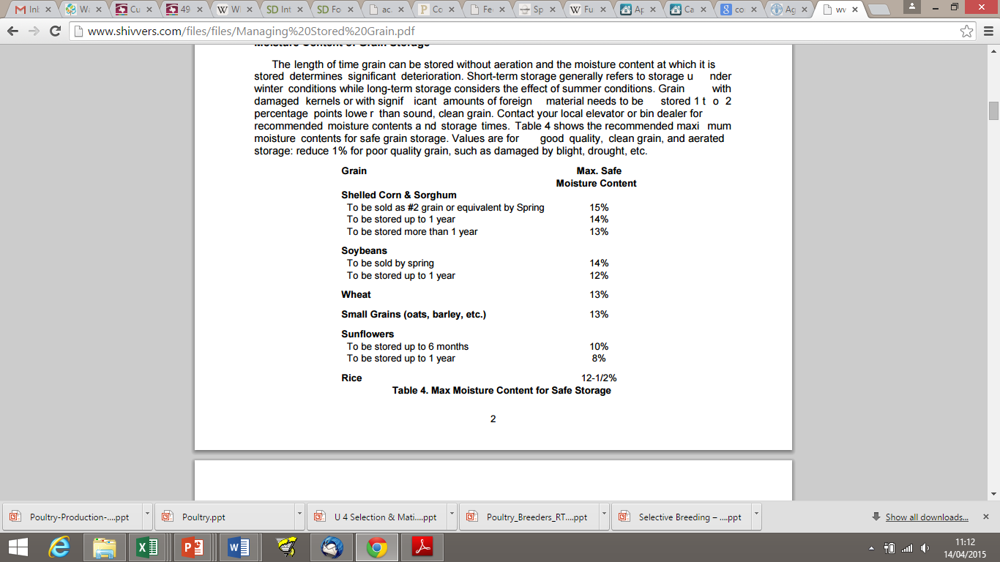 Inl
Wa
Cu
49
W
Int
Fo
ac.
Co
Fe
Sp
Fu
Ap
Ca
co
Ag
wv
www.shivvers.com/files/files/Managing%20Stored%20Grain.pdf
Moisture Content of Grain Storage
The length of time grain can be stored without aeration and the moisture content at which it is
stored determines significant deterioration. Short-term storage generally refers to storage u nder
winter conditions while long-term storage considers the effect of summer conditions. Grain with
damaged kernels or with signif icant amounts of foreign material needs to be stored 1 t o 2
percentage points lowe r than sound, clean grain. Contact your local elevator or bin dealer for
recommended moisture contents a nd storage times. Table 4 shows the recommended maxi mum
moisture contents for safe grain storage. Values are for good quality, clean grain, and aerated
storage: reduce 1% for poor quality grain, such as damaged by blight, drought, etc.
Grain Max. Safe
Moisture Content
Shelled Corn & Sorghum
To be sold as #2 grain or equivalent by Spring 15%
To be stored up to 1 year 14%
To be stored more than 1 year 13%
Soybeans
To be sold by spring 14%
To be stored up to 1 year 12%
Wheat 13%
Small Grains (oats, barley, etc.) 13%
Sunflowers
To be stored up to 6 months 10%
To be stored up to 1 year 8%
Rice 12-1/2%
Table 4. Max Moisture Content for Safe Storage
2
Poultry-Production-....ppt
Poultry.ppt
U 4 Selection & Mati....ppt
Poultry_Breeders_RT....ppt
Selective Breeding – ....ppt
Show all downloads...
11:12
14/04/2015